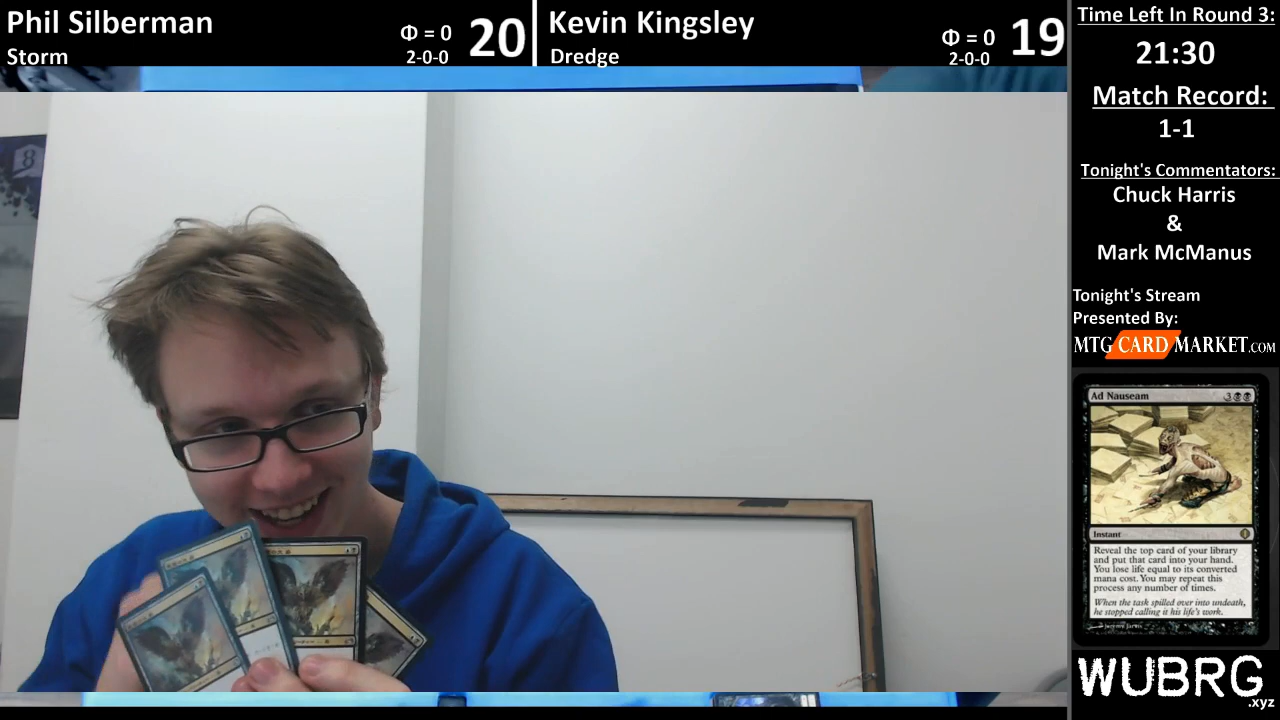 Phil Silberman
Storm
Φ = 0
2-0-0
20
Kevin Kingsley
Dredge
Φ = 0
2-0-0
19
Time Left In Round 3:
21:30
Match Record:
1-1
Tonight's Commentators:
Chuck Harris
&
Mark McManus
Tonight's Stream
Presented By:
MTG CARD MARKET.COM
Ad Nauseam 3
Instant
Reveal the top card of your library
and put that card into your hand.
You lose life equal to its converted
mana cost. You may repeat this
process any number of times.
When the task spilled over into undeath,
he stopped calling it his life's work.
Jeremy Jarvis
WUBRG
.xyz